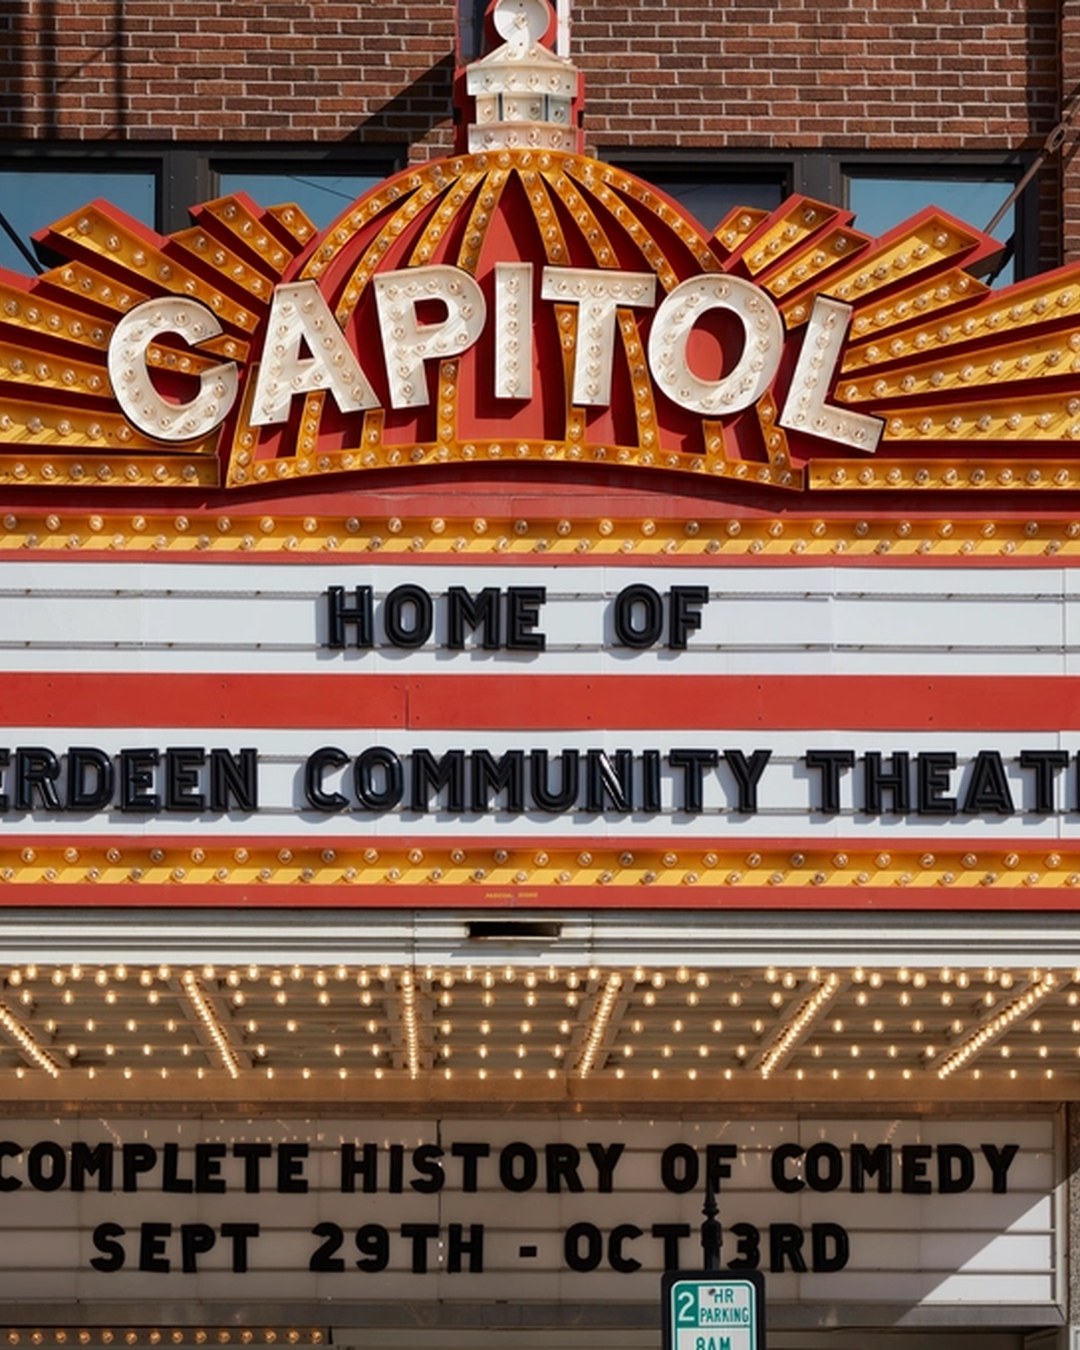 CAPITOL
HOME OF
ERDEEN COMMUNITY THEAT
COMPLETE HISTORY OF COMEDY
SEPT 29TH - OCT 3RD
2 HR
PARKING
8AM